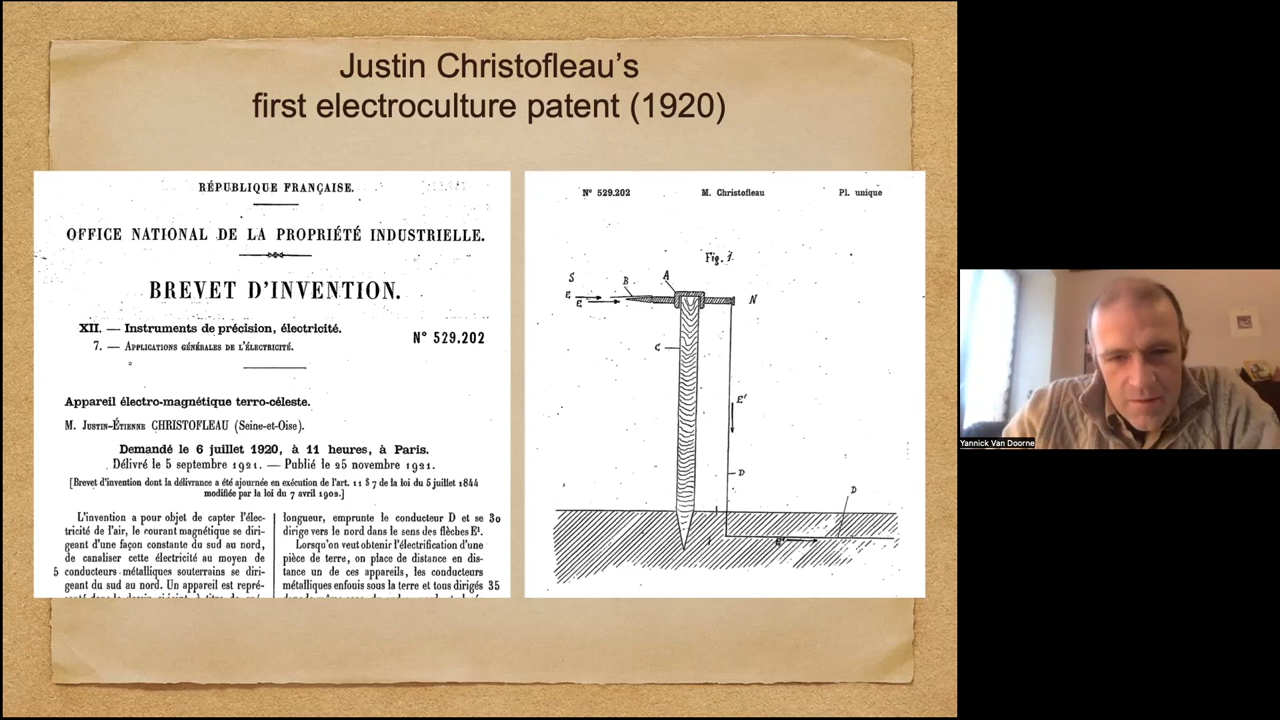 Justin Christofleau's
first electroculture patent (1920)
RÉPUBLIQUE FRANÇAISE.
OFFICE NATIONAL DE LA PROPRIÉTÉ INDUSTRIELLE.
BREVET D'INVENTION.
XII. — Instruments de précision, électricité.
7. — Applications générales de l'électricité.
N° 529.202
Appareil électro-magnétique terro-céleste.
M. Justin-Étienne CHRISTOFLEAU (Seine-et-Oise).
Demandé le 6 juillet 1920, à 11 heures, à Paris.
Délivré le 5 septembre 1921. — Publié le 25 novembre 1921.
[Brevet d'invention dont la délivrance a été ajournée en exécution de l'art. 11 § 7 de la loi du 5 juillet 1844
modifiée par la loi du 7 avril 1902.]
L'invention a pour objet de capter l'élec-
tricité de l'air, le courant magnétique se diri-
geant d'une façon constante du sud au nord,
de canaliser cette électricité au moyen de
5 conducteurs métalliques souterrains se diri-
geant du sud au nord. Un appareil est repré-
longueur, emprunte le conducteur D et se 30
dirige vers le nord dans le sens des flèches E¹.
Lorsqu'on veut obtenir l'électrification d'une
pièce de terre, on place de distance en dis-
tance un de ces appareils, les conducteurs
métalliques enfouis sous la terre et tous dirigés 35
N° 529.202
M. Christofleau
Pl. unique
Fig. 1
S
B
A
E
E
N
C
E'
D
D
E"
Yannick Van Doorne